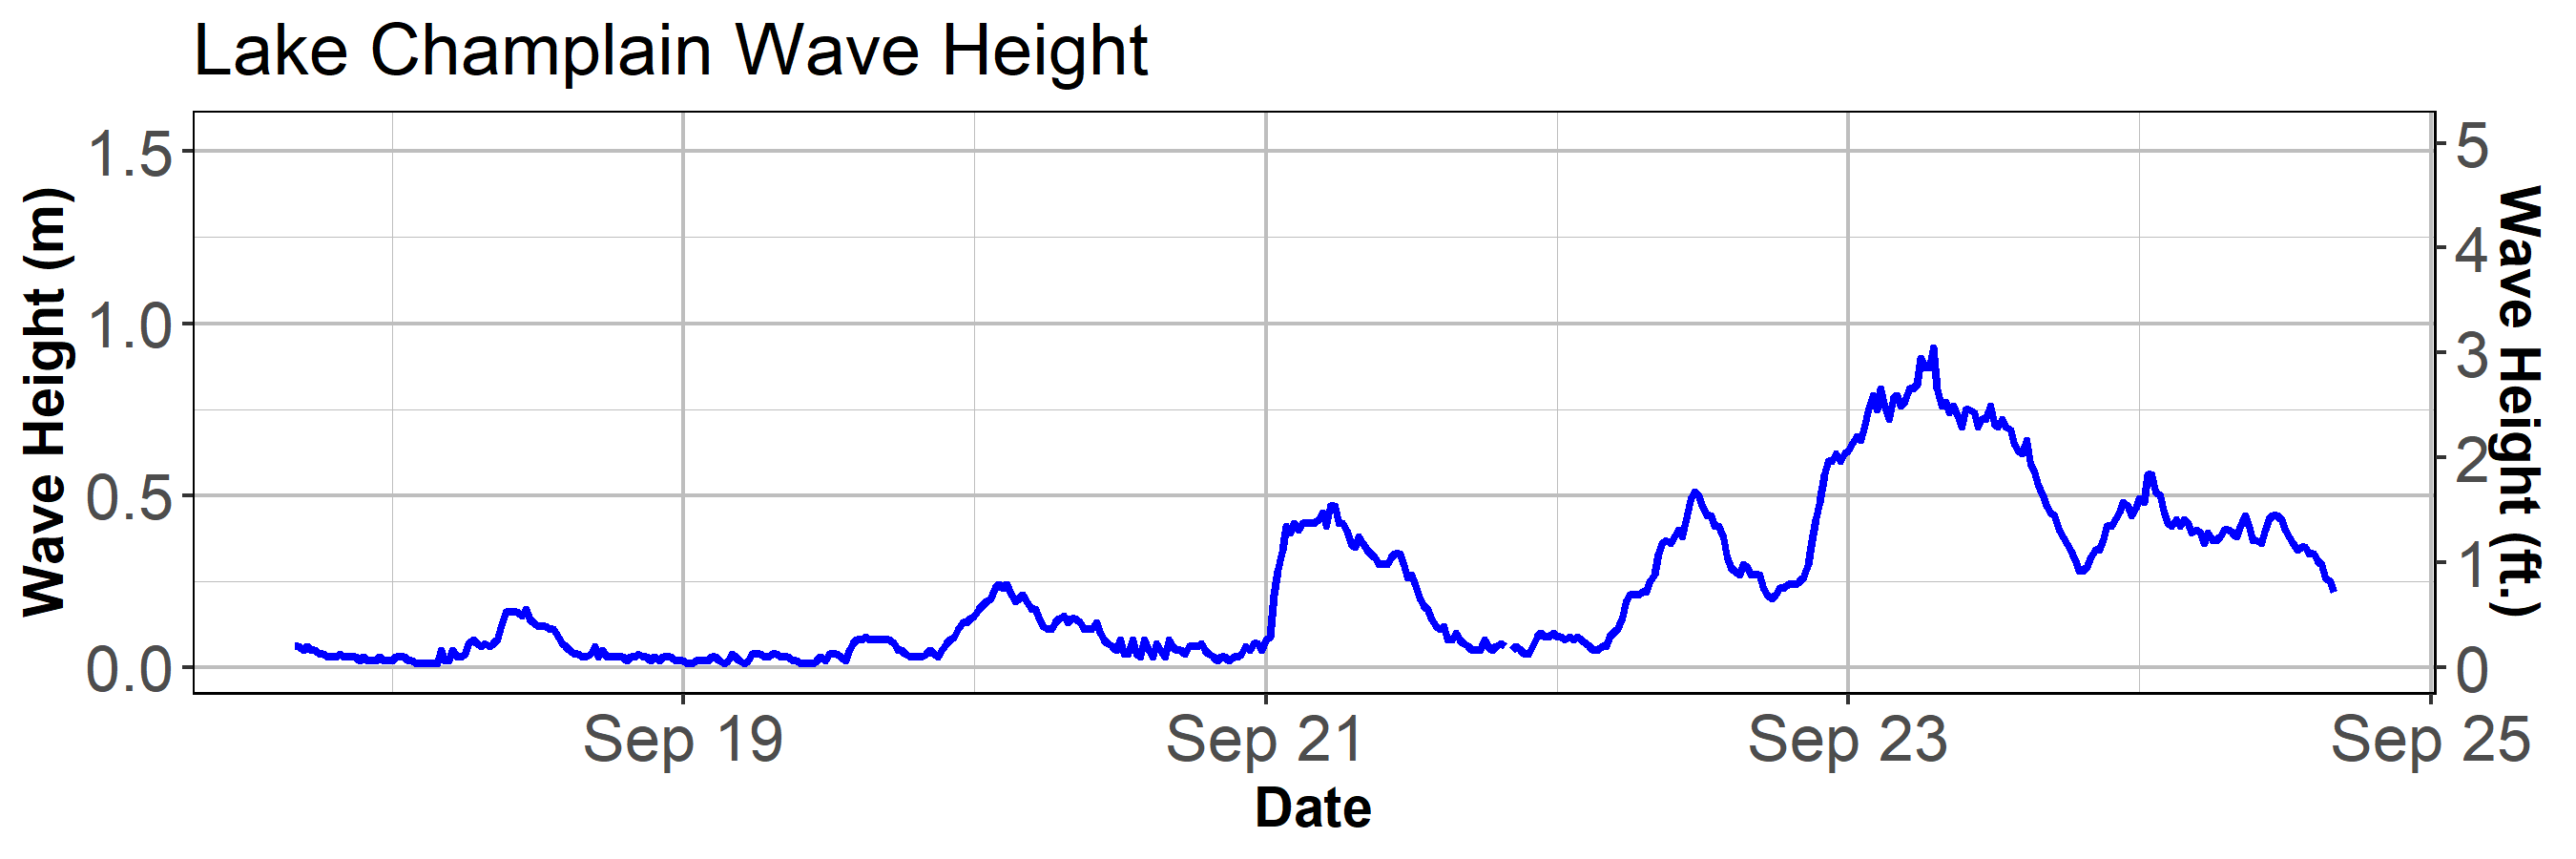 Lake Champlain Wave Height
Wave Height (m)
1.5
1.0
0.5
0.0
5
4
3
2
1
0
Wave Height (ft.)
Sep 19
Sep 21
Sep 23
Sep 25
Date